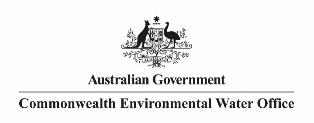 Australian Government
Commonwealth Environmental Water Office